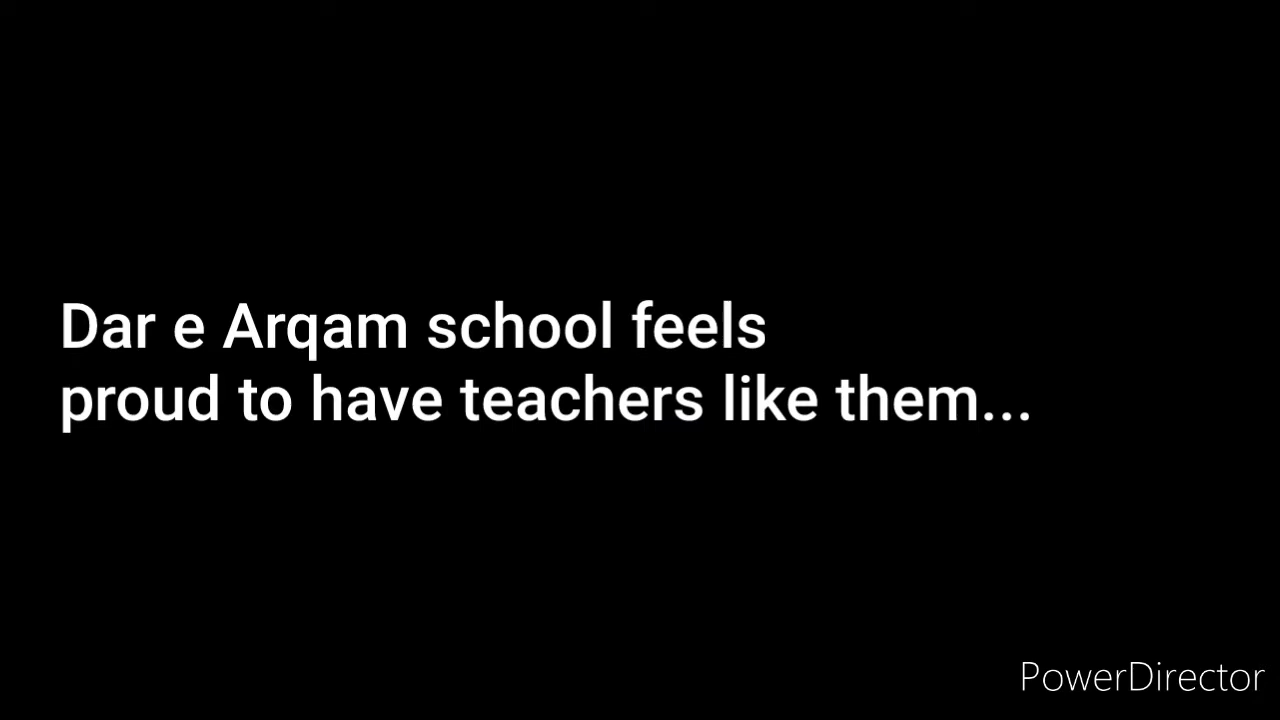 Dar e Arqam school feels
proud to have teachers like them...
PowerDirector